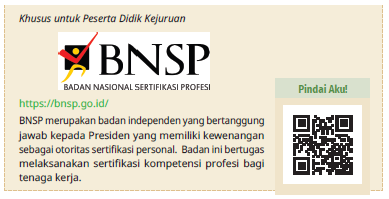 Khusus untuk Peserta Didik Kejuruan
BNSP
BADAN NASIONAL SERTIFIKASI PROFESI
https://bnsp.go.id/
BNSP merupakan badan independen yang bertanggung
jawab kepada Presiden yang memiliki kewenangan
sebagai otoritas sertifikasi personal. Badan ini bertugas
melaksanakan sertifikasi kompetensi profesi bagi
tenaga kerja.
Pindai Aku!